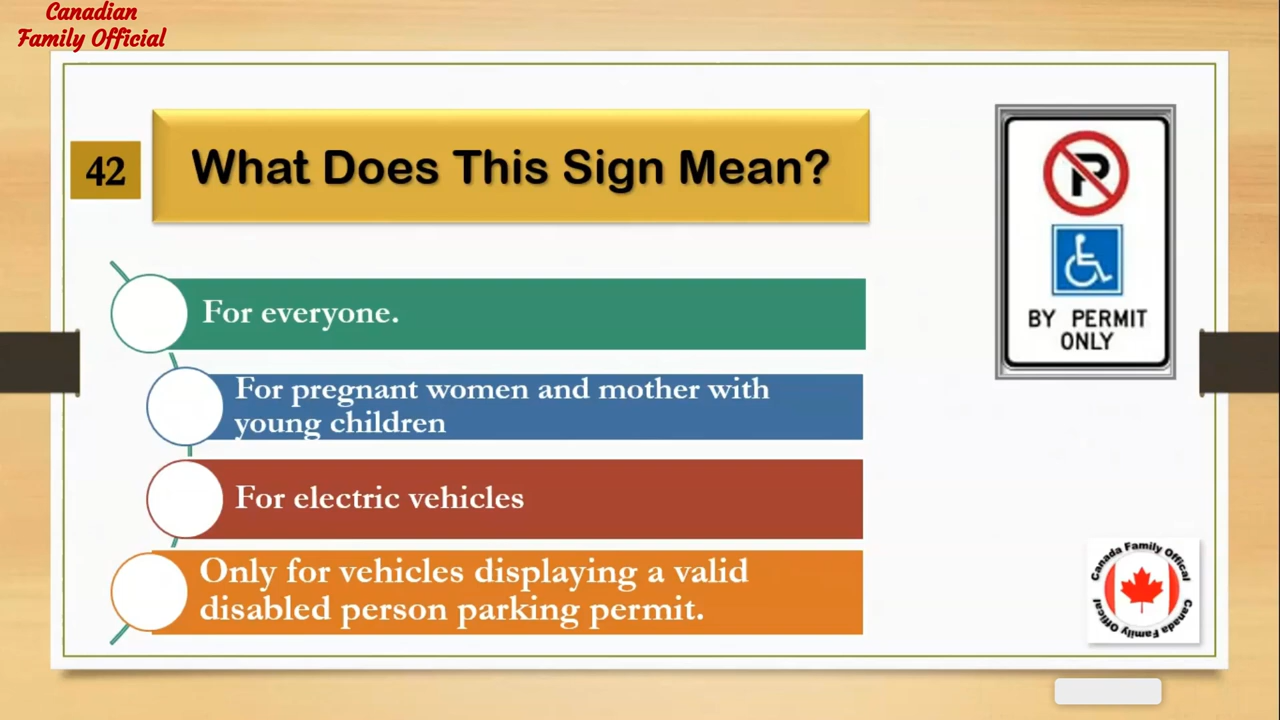 Canadian
Family Official
42
What Does This Sign Mean?
For everyone.
For pregnant women and mother with
young children
For electric vehicles
Only for vehicles displaying a valid
disabled person parking permit.
P
BY PERMIT
ONLY
Canada Family Official
Canada Family Official